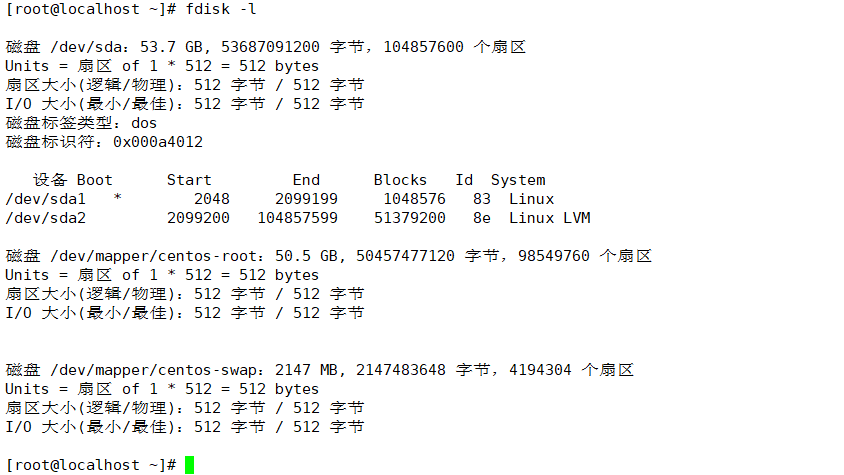 [root@localhost ~]# fdisk -l
磁盘 /dev/sda：53.7 GB, 53687091200 字节，104857600 个扇区
Units = 扇区 of 1 * 512 = 512 bytes
扇区大小(逻辑/物理)：512 字节 / 512 字节
I/O 大小(最小/最佳)：512 字节 / 512 字节
磁盘标签类型：dos
磁盘标识符：0x000a4012
设备 Boot      Start         End      Blocks   Id  System
/dev/sda1   *        2048     2099199     1048576   83  Linux
/dev/sda2         2099200   104857599    51379200   8e  Linux LVM
磁盘 /dev/mapper/centos-root：50.5 GB, 50457477120 字节，98549760 个扇区
Units = 扇区 of 1 * 512 = 512 bytes
扇区大小(逻辑/物理)：512 字节 / 512 字节
I/O 大小(最小/最佳)：512 字节 / 512 字节
磁盘 /dev/mapper/centos-swap：2147 MB, 2147483648 字节，4194304 个扇区
Units = 扇区 of 1 * 512 = 512 bytes
扇区大小(逻辑/物理)：512 字节 / 512 字节
I/O 大小(最小/最佳)：512 字节 / 512 字节
[root@localhost ~]#